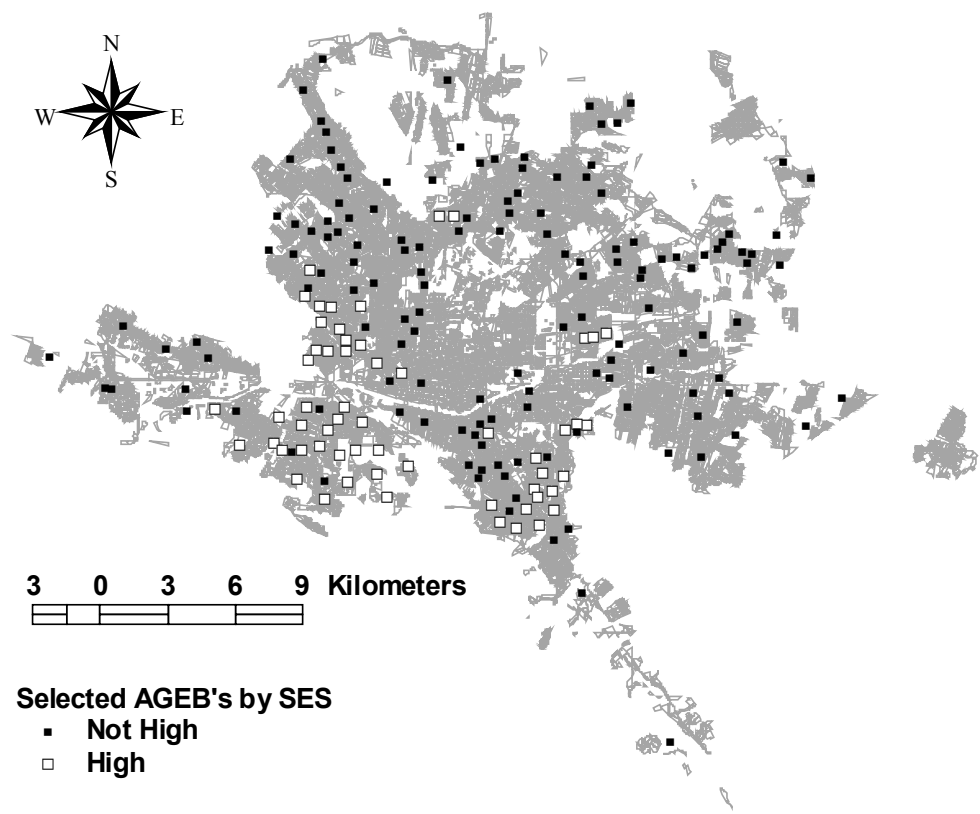 N
W E
S
3 0 3 6 9 Kilometers
Selected AGEB's by SES
Not High
High